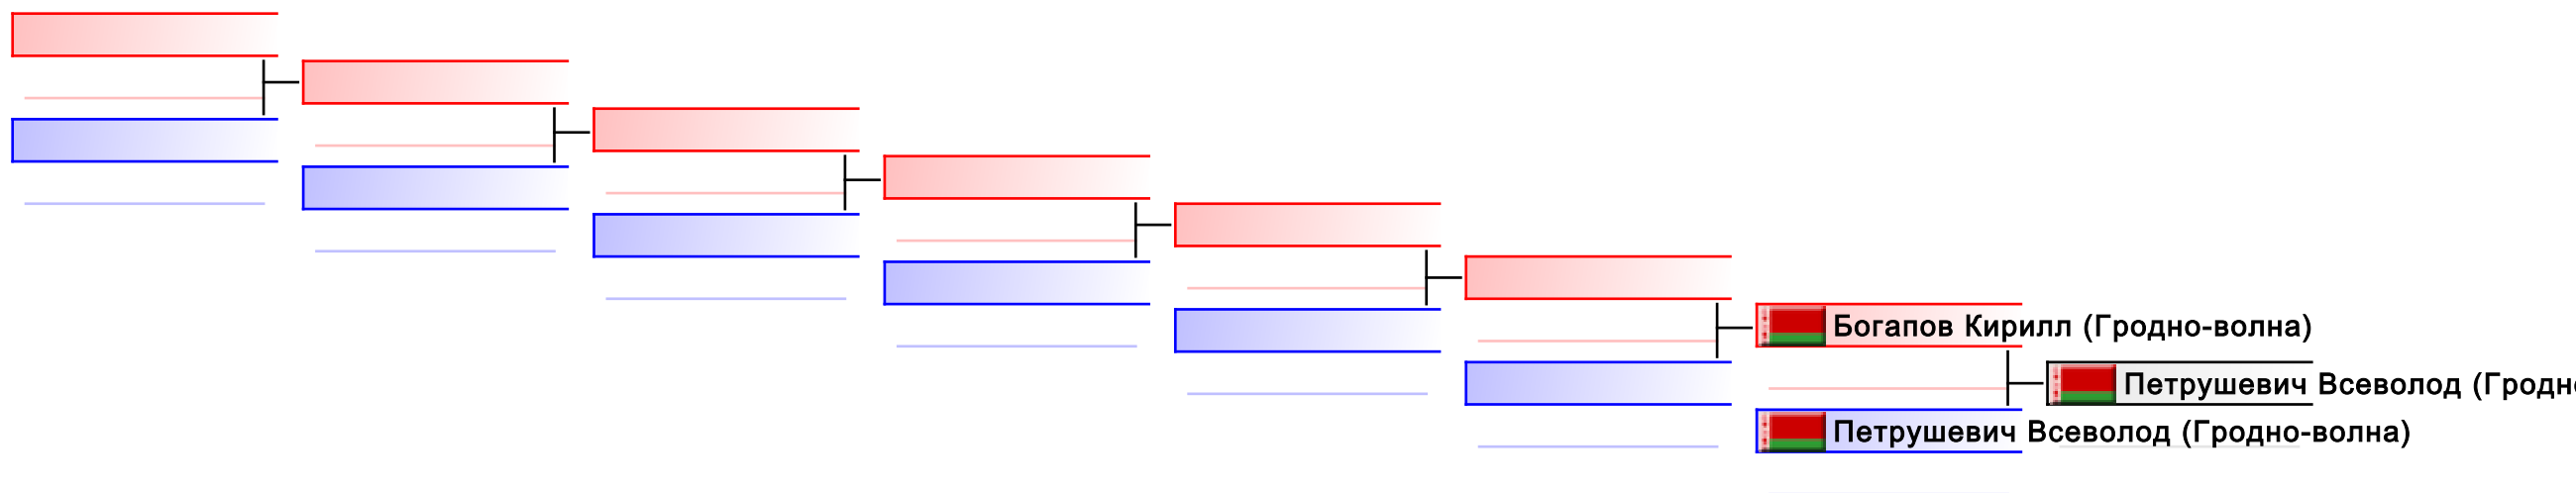 Богапов Кирилл (Гродно-волна)
Петрушевич Всеволод (Гродн
Петрушевич Всеволод (Гродно-волна)